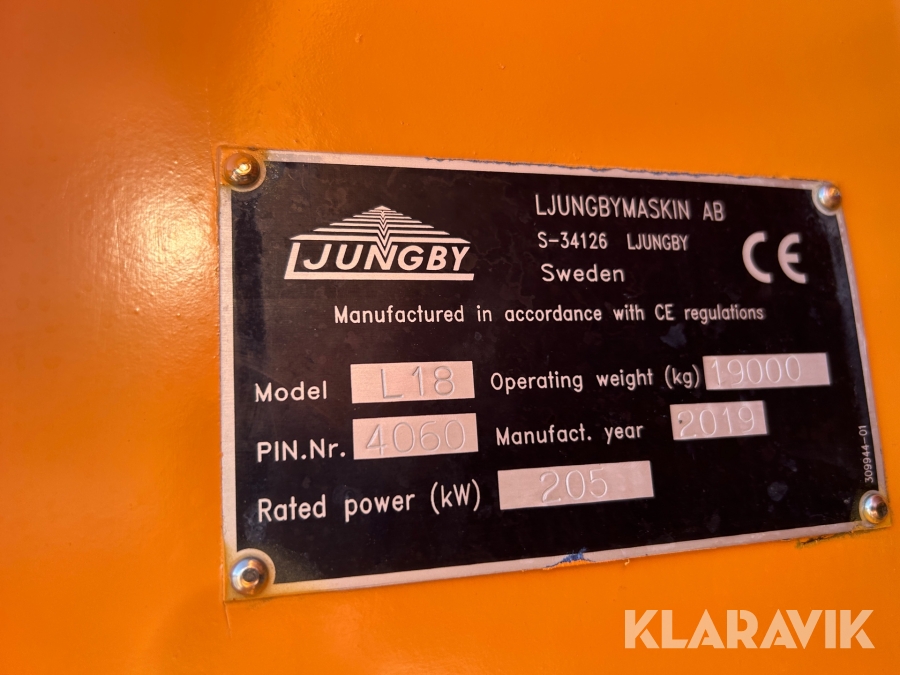 LJUNGBY
LJUNGBYMASKIN AB
S-34126 LJUNGBY
Sweden
CE
Manufactured in accordance with CE regulations
Model L18 Operating weight (kg) 19000
PIN.Nr. 4060 Manufact. year 2019
Rated power (kW) 205
309944-01
KLARAVIK